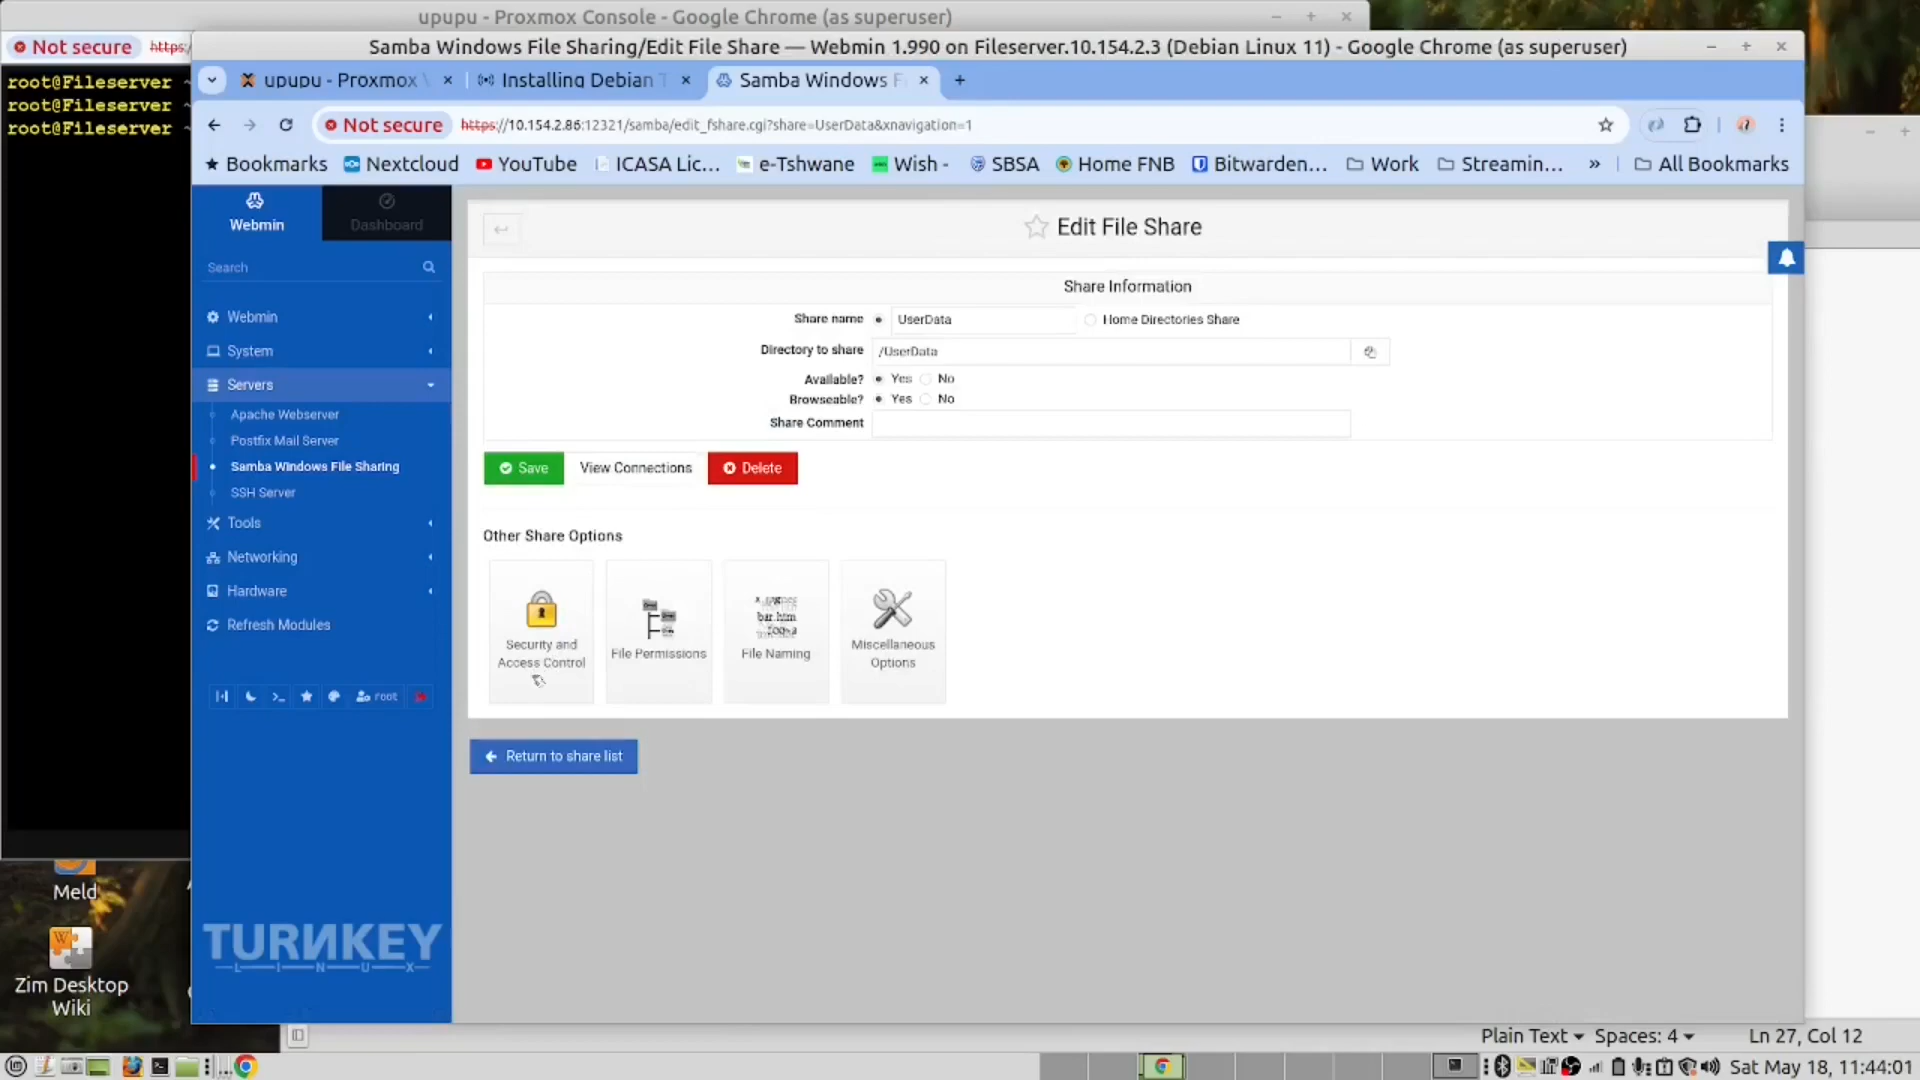 upupu - Proxmox Console - Google Chrome (as superuser)
Not secure https:/
root@Fileserver ~
root@Fileserver ~
root@Fileserver ~
Samba Windows File Sharing/Edit File Share — Webmin 1.990 on Fileserver.10.154.2.3 (Debian Linux 11) - Google Chrome (as superuser)
upupu - Proxmox V
Installing Debian T
Samba Windows F
Not secure https://10.154.2.86:12321/samba/edit_fshare.cgi?share=UserData&xnavigation=1
Bookmarks Nextcloud YouTube ICASA Lic... e-Tshwane Wish - SBSA Home FNB Bitwarden... Work Streamin... » All Bookmarks
Webmin
Dashboard
Search
Webmin
System
Servers
Apache Webserver
Postfix Mail Server
Samba Windows File Sharing
SSH Server
Tools
Networking
Hardware
Refresh Modules
root
TURNKEY
LINUX
Edit File Share
Share Information
Share name UserData Home Directories Share
Directory to share /UserData
Available? Yes No
Browseable? Yes No
Share Comment
Save View Connections Delete
Other Share Options
Security and Access Control
File Permissions
bar.htm
File Naming
Miscellaneous Options
Return to share list
Meld
Zim Desktop
Wiki
Plain Text Spaces: 4 Ln 27, Col 12
Sat May 18, 11:44:01